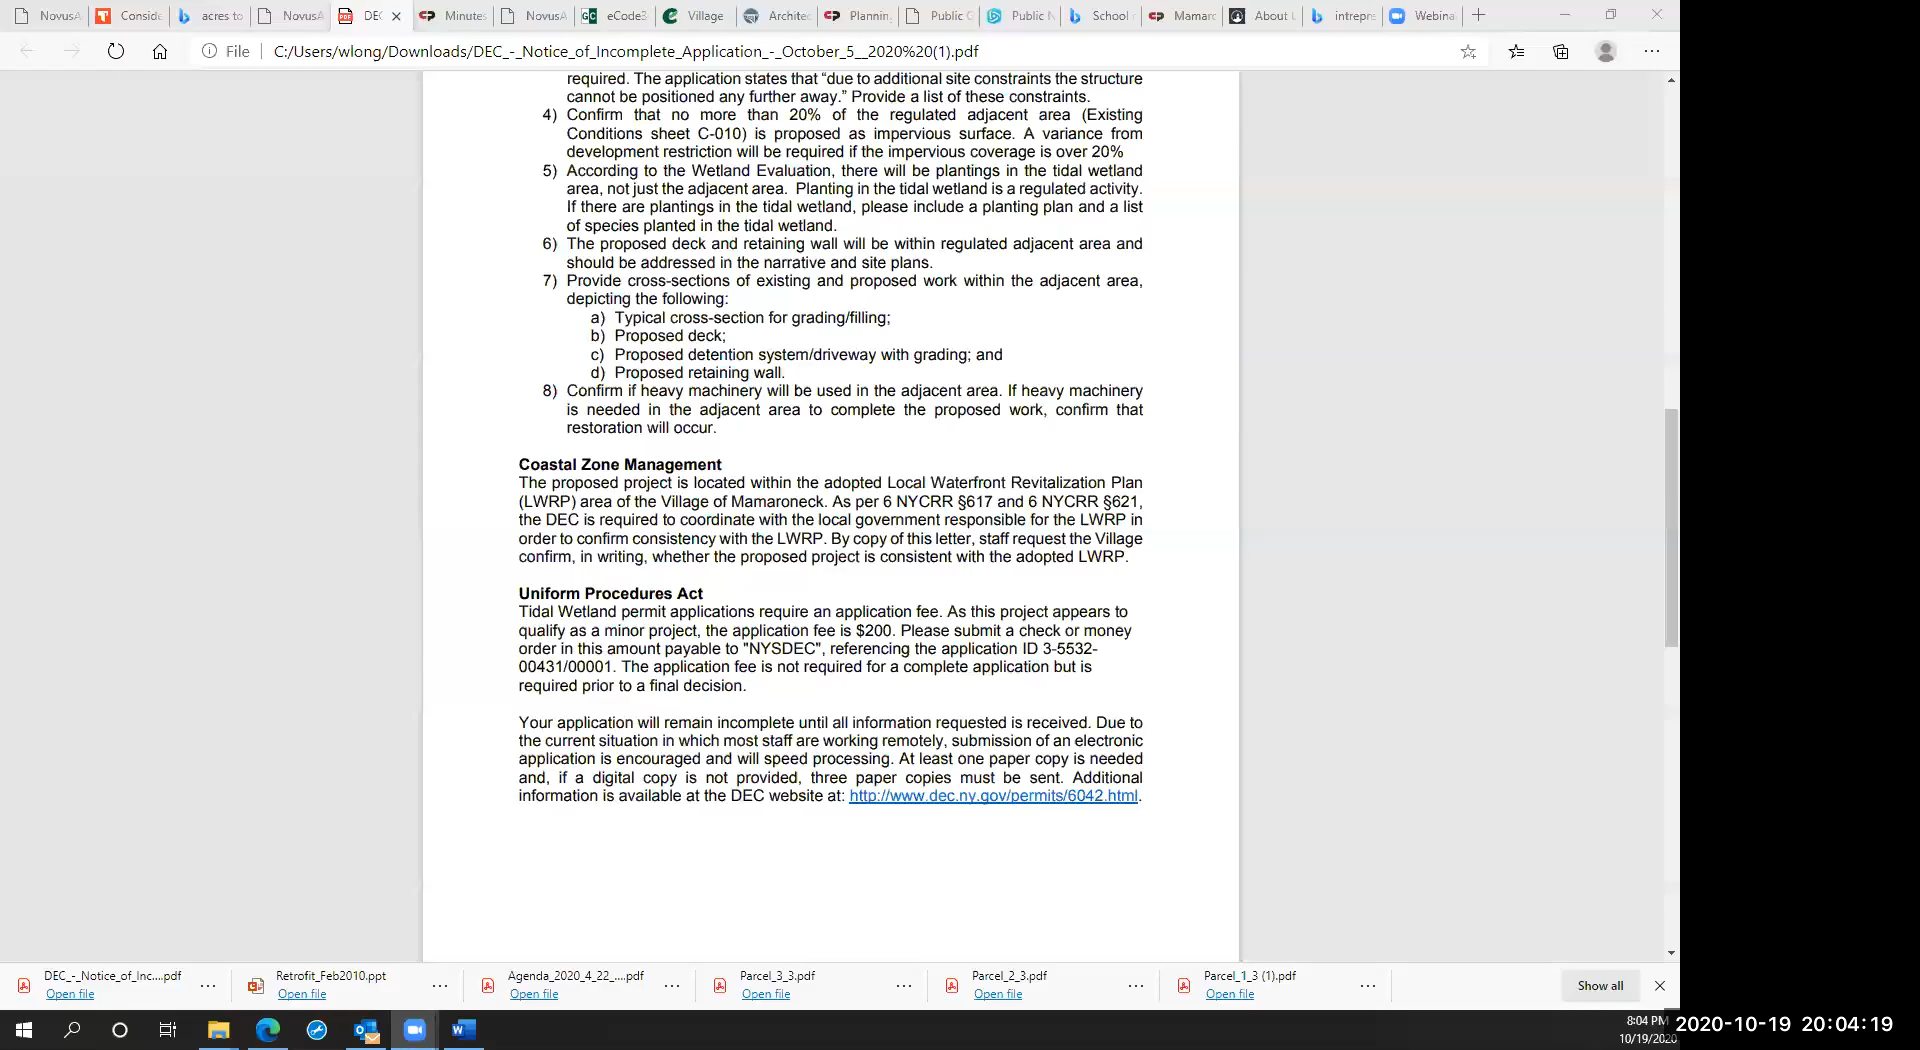 NovusA
Conside
acres to
NovusA
DEC
Minutes
NovusA
eCode3
Village
Architec
Plannin
Public C
Public N
School
Mamaro
About U
intrepre
Webina
File
C:/Users/wlong/Downloads/DEC_-_Notice_of_Incomplete_Application_-_October_5__2020%20(1).pdf
required. The application states that “due to additional site constraints the structure
cannot be positioned any further away.” Provide a list of these constraints.
4) Confirm that no more than 20% of the regulated adjacent area (Existing
Conditions sheet C-010) is proposed as impervious surface. A variance from
development restriction will be required if the impervious coverage is over 20%
5) According to the Wetland Evaluation, there will be plantings in the tidal wetland
area, not just the adjacent area. Planting in the tidal wetland is a regulated activity.
If there are plantings in the tidal wetland, please include a planting plan and a list
of species planted in the tidal wetland.
6) The proposed deck and retaining wall will be within regulated adjacent area and
should be addressed in the narrative and site plans.
7) Provide cross-sections of existing and proposed work within the adjacent area,
depicting the following:
a) Typical cross-section for grading/filling;
b) Proposed deck;
c) Proposed detention system/driveway with grading; and
d) Proposed retaining wall.
8) Confirm if heavy machinery will be used in the adjacent area. If heavy machinery
is needed in the adjacent area to complete the proposed work, confirm that
restoration will occur.
Coastal Zone Management
The proposed project is located within the adopted Local Waterfront Revitalization Plan
(LWRP) area of the Village of Mamaroneck. As per 6 NYCRR §617 and 6 NYCRR §621,
the DEC is required to coordinate with the local government responsible for the LWRP in
order to confirm consistency with the LWRP. By copy of this letter, staff request the Village
confirm, in writing, whether the proposed project is consistent with the adopted LWRP.
Uniform Procedures Act
Tidal Wetland permit applications require an application fee. As this project appears to
qualify as a minor project, the application fee is $200. Please submit a check or money
order in this amount payable to "NYSDEC", referencing the application ID 3-5532-
00431/00001. The application fee is not required for a complete application but is
required prior to a final decision.
Your application will remain incomplete until all information requested is received. Due to
the current situation in which most staff are working remotely, submission of an electronic
application is encouraged and will speed processing. At least one paper copy is needed
and, if a digital copy is not provided, three paper copies must be sent. Additional
information is available at the DEC website at: http://www.dec.ny.gov/permits/6042.html.
DEC_-_Notice_of_Inc....pdf
Open file
Retrofit_Feb2010.ppt
Open file
Agenda_2020_4_22_....pdf
Open file
Parcel_3_3.pdf
Open file
Parcel_2_3.pdf
Open file
Parcel_1_3 (1).pdf
Open file
Show all
8:04 PM
10/19/2020
2020-10-19 20:04:19